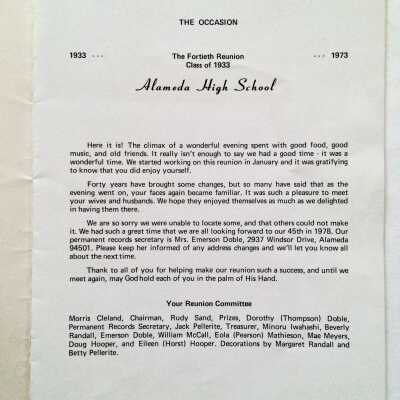 THE OCCASION
1933 --- The Fortieth Reunion --- 1973
Class of 1933
Alameda High School
Here it is! The climax of a wonderful evening spent with good food, good
music, and old friends. It really isn't enough to say we had a good time - it was a
wonderful time. We started working on this reunion in January and it was gratifying
to know that you did enjoy yourself.
Forty years have brought some changes, but so many have said that as the
evening went on, your faces again became familiar. It was such a pleasure to meet
your wives and husbands. We hope they enjoyed themselves as much as we delighted
in having them there.
We are so sorry we were unable to locate some, and that others could not make
it. We had such a great time that we are all looking forward to our 45th in 1978. Our
permanent records secretary is Mrs. Emerson Doble, 2937 Windsor Drive, Alameda
94501. Please keep her informed of any address changes and we'll let you know all
about the next time.
Thank to all of you for helping make our reunion such a success, and until we
meet again, may God hold each of you in the palm of His Hand.
Your Reunion Committee
Morris Cleland, Chairman, Rudy Sand, Prizes, Dorothy (Thompson) Doble,
Permanent Records Secretary, Jack Pellerite, Treasurer, Minoru Iwahashi, Beverly
Randall, Emerson Doble, William McCall, Eola (Pearson) Mathieson, Mae Meyers,
Doug Hooper, and Eileen (Horst) Hooper. Decorations by Margaret Randall and
Betty Pellerite.